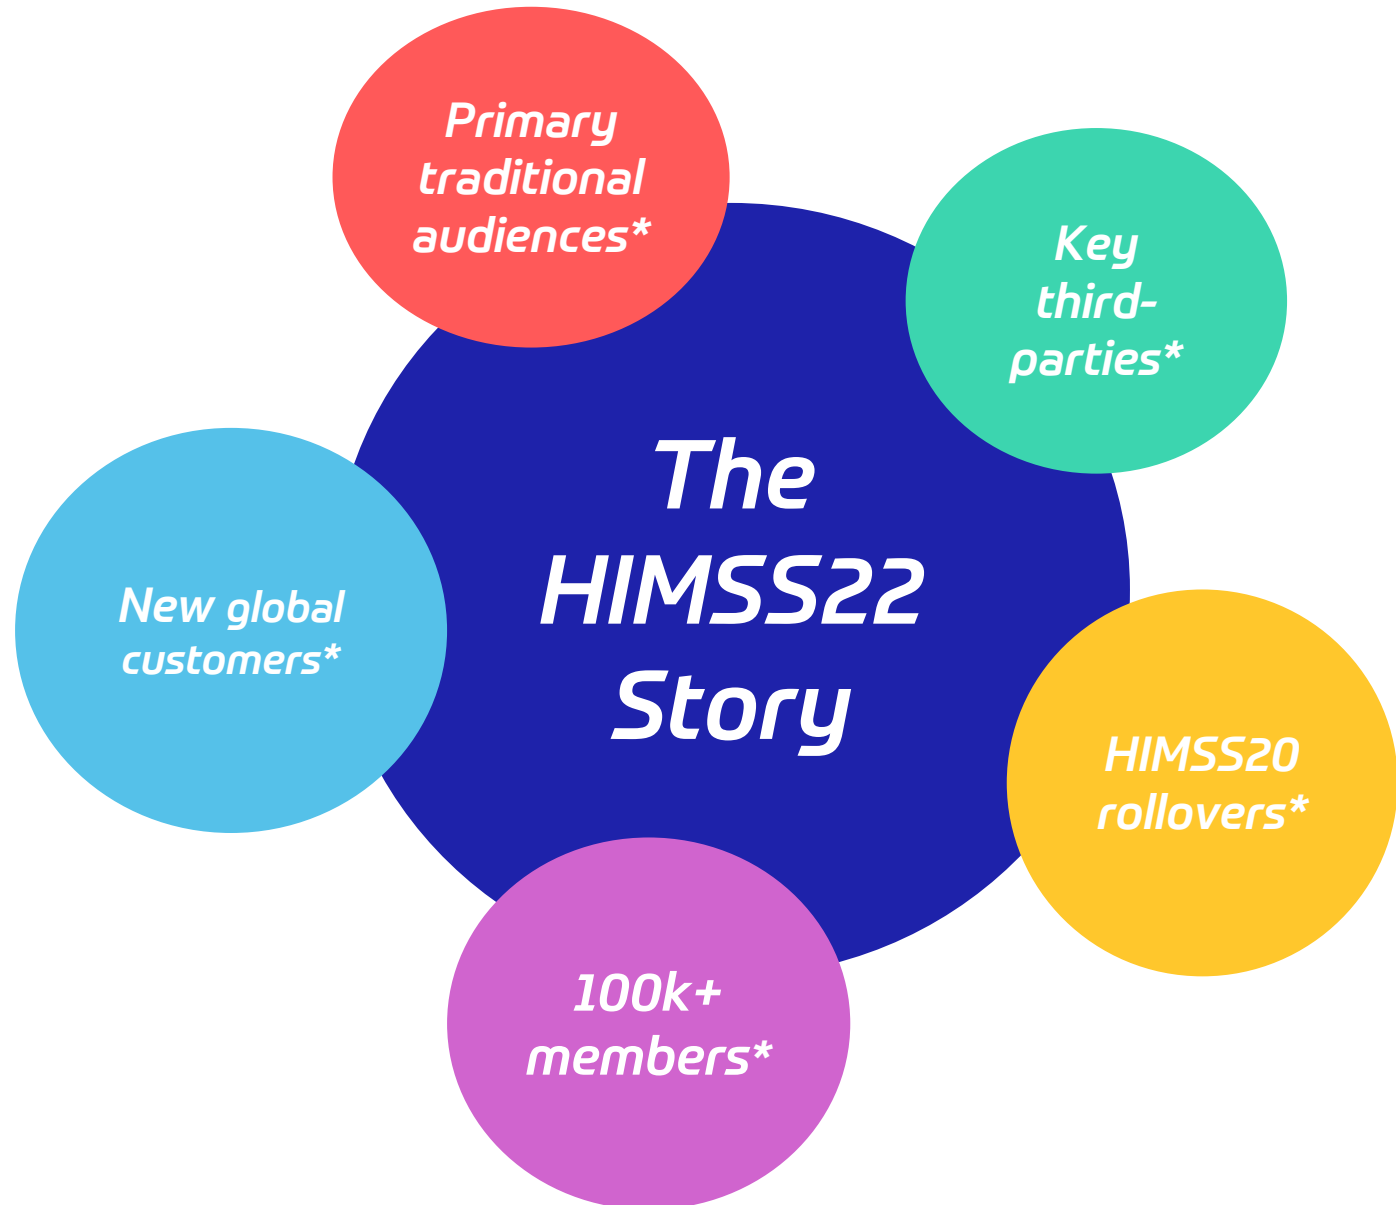 Primary
traditional
audiences*
Key
third-
parties*
The
HIMSS22
Story
New global
customers*
HIMSS20
rollovers*
100k+
members*